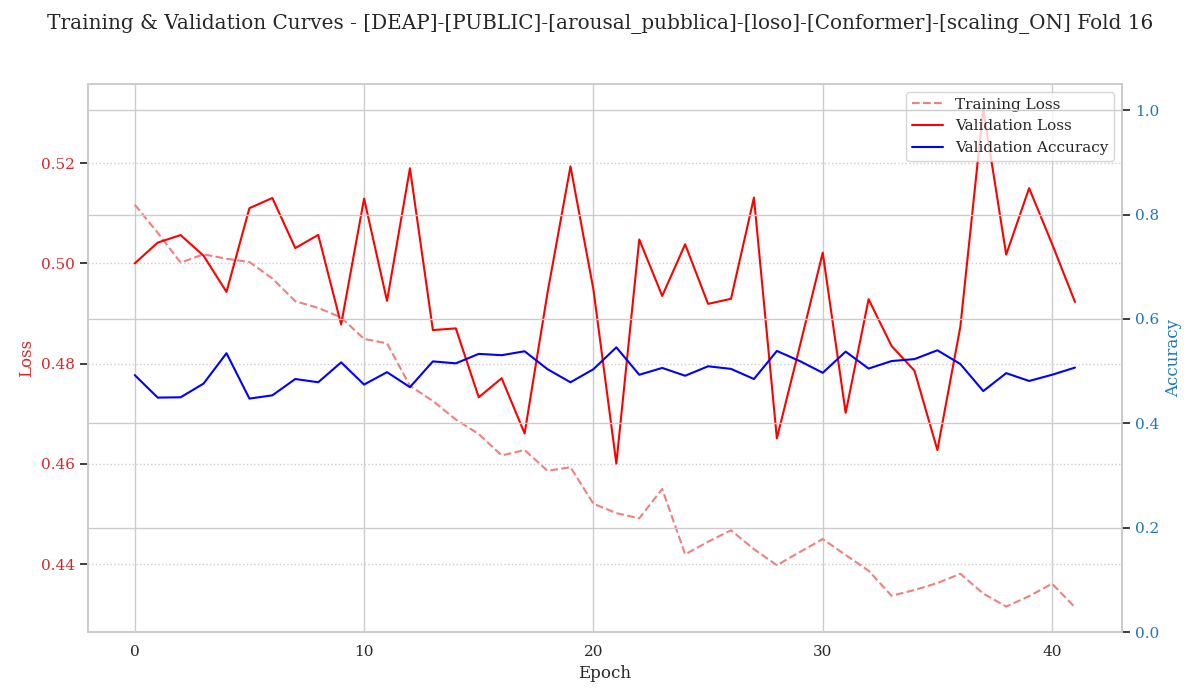 Training & Validation Curves - [DEAP]-[PUBLIC]-[arousal_pubblica]-[loso]-[Conformer]-[scaling_ON] Fold 16
Training Loss
Validation Loss
Validation Accuracy
Loss
0.52
0.50
0.48
0.46
0.44
1.0
0.8
0.6
0.4
0.2
0.0
Accuracy
0
10
20
30
40
Epoch